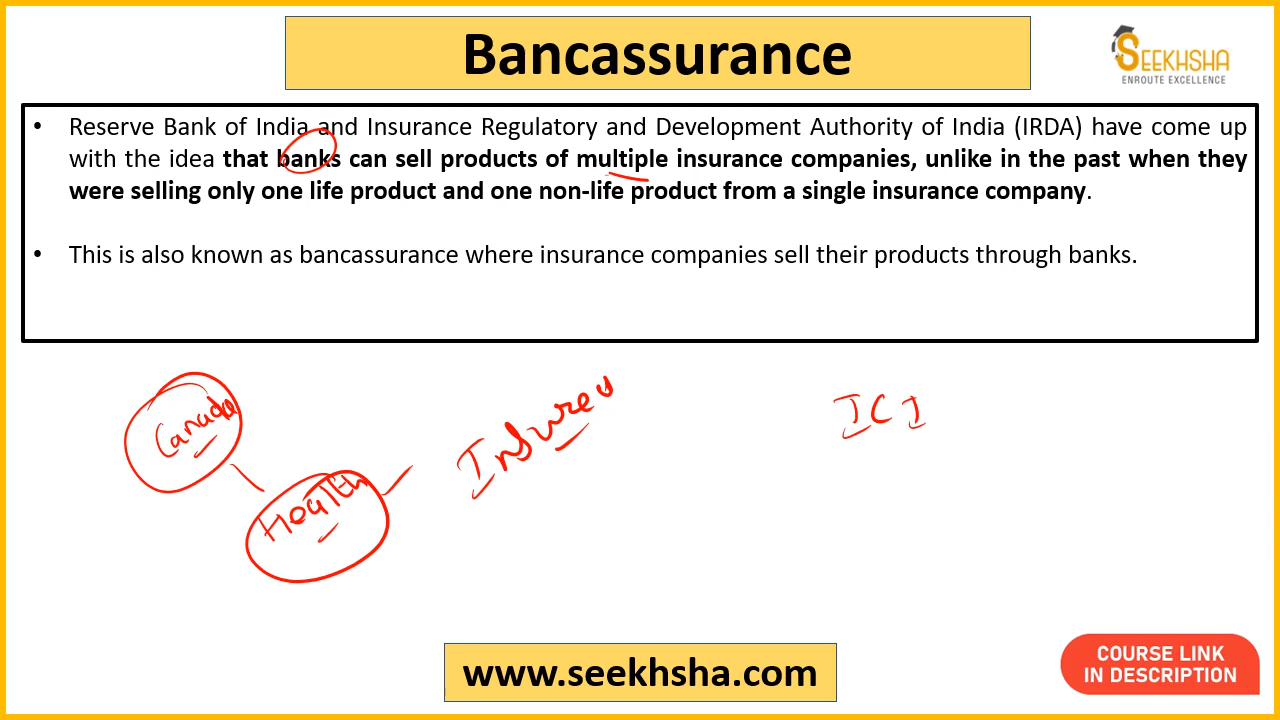 Bancassurance
SEEKHSHA
ENROUTE EXCELLENCE
• Reserve Bank of India and Insurance Regulatory and Development Authority of India (IRDA) have come up
with the idea that banks can sell products of multiple insurance companies, unlike in the past when they
were selling only one life product and one non-life product from a single insurance company.
• This is also known as bancassurance where insurance companies sell their products through banks.
Canada
Health
ICI
www.seekhsha.com
COURSE LINK
IN DESCRIPTION